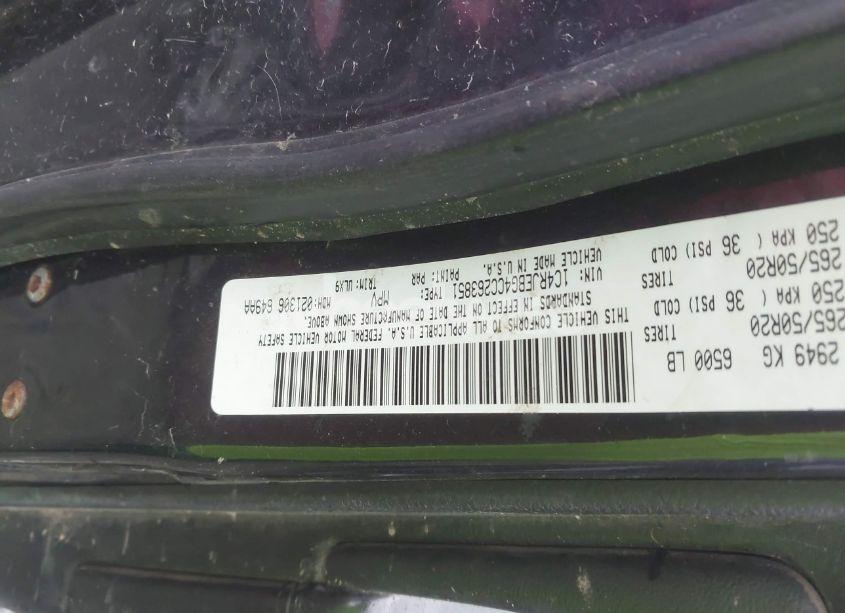 2949 KG 6500 LB
265/50R20 TIRES
250 KPA ( 36 PSI) COLD
265/50R20 TIRES
250 KPA ( 36 PSI) COLD
THIS VEHICLE CONFORMS TO ALL APPLICABLE U.S.A. FEDERAL MOTOR VEHICLE SAFETY
STANDARDS IN EFFECT ON THE DATE OF MANUFACTURE SHOWN ABOVE.
VIN: 1C4RJEBG4CC263851 TYPE: MPV MDH:021306 649AA
VEHICLE MADE IN U.S.A. PAINT: PAR TRIM: ULX9